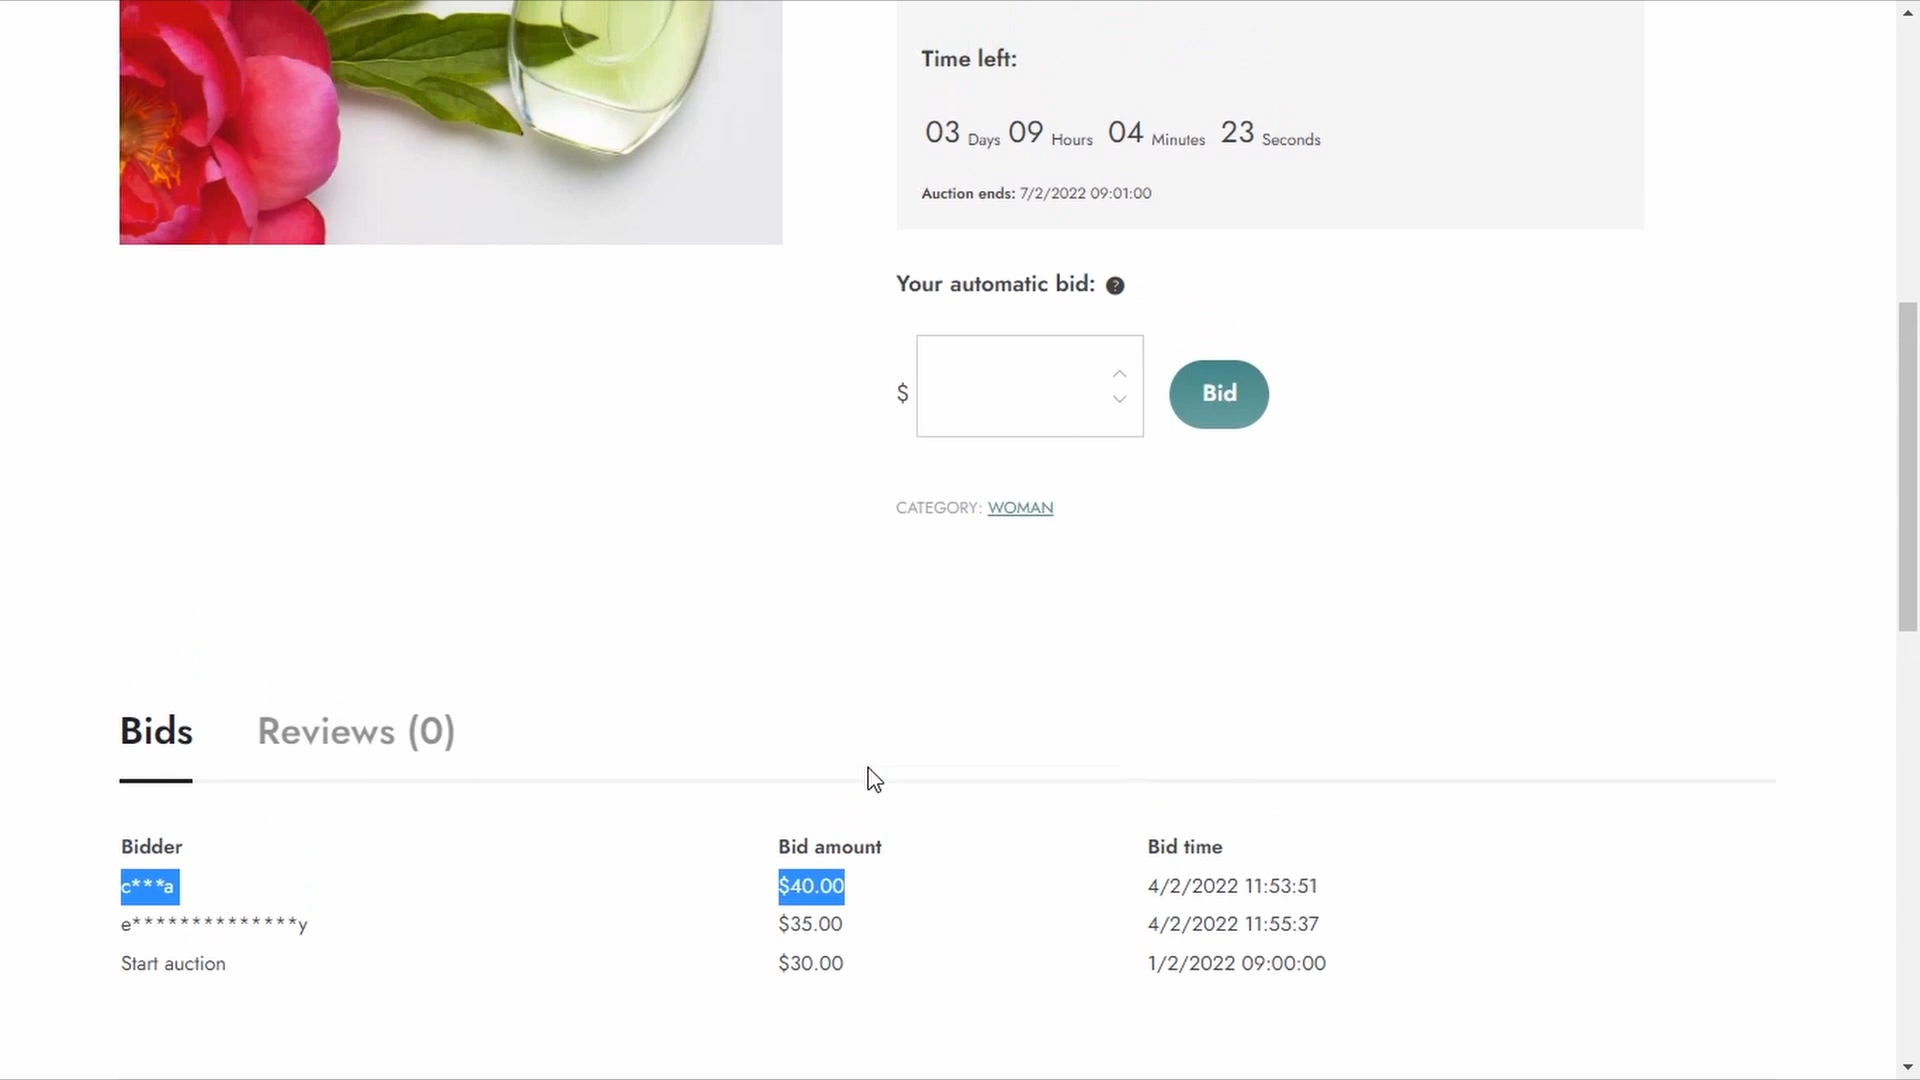 Time left:
03 Days 09 Hours 04 Minutes 23 Seconds
Auction ends: 7/2/2022 09:01:00
Your automatic bid: ?
$
Bid
CATEGORY: WOMAN
Bids Reviews (0)
Bidder Bid amount Bid time
c***a $40.00 4/2/2022 11:53:51
e**************y $35.00 4/2/2022 11:55:37
Start auction $30.00 1/2/2022 09:00:00